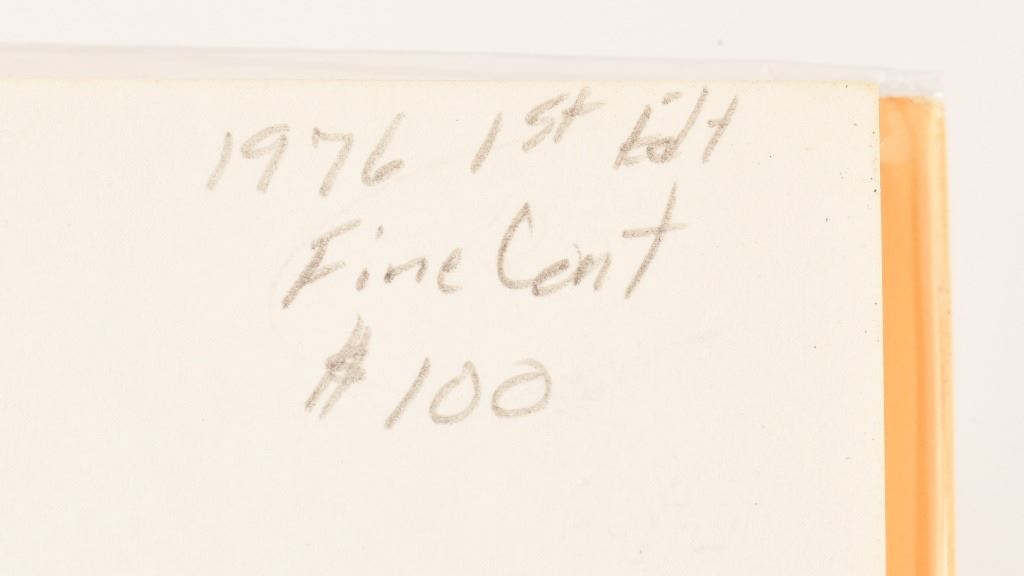 1976 1st Edt
Fine Cont
$100